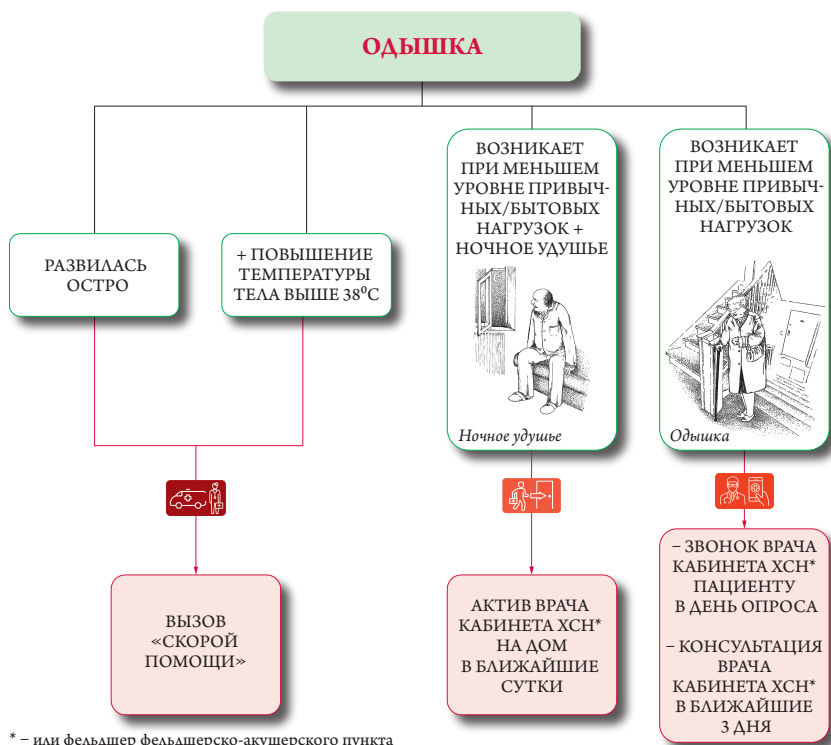 ОДЫШКА
РАЗВИЛАСЬ
ОСТРО
+ ПОВЫШЕНИЕ
ТЕМПЕРАТУРЫ
ТЕЛА ВЫШЕ 38⁰С
ВОЗНИКАЕТ
ПРИ МЕНЬШЕМ
УРОВНЕ ПРИВЫЧ-
НЫХ/БЫТОВЫХ
НАГРУЗОК +
НОЧНОЕ УДУШЬЕ
Ночное удушье
ВОЗНИКАЕТ
ПРИ МЕНЬШЕМ
УРОВНЕ ПРИВЫЧ-
НЫХ/БЫТОВЫХ
НАГРУЗОК
Одышка
ВЫЗОВ
«СКОРОЙ
ПОМОЩИ»
АКТИВ ВРАЧА
КАБИНЕТА ХСН*
НА ДОМ
В БЛИЖАЙШИЕ
СУТКИ
– ЗВОНОК ВРАЧА
КАБИНЕТА ХСН*
ПАЦИЕНТУ
В ДЕНЬ ОПРОСА
– КОНСУЛЬТАЦИЯ
ВРАЧА
КАБИНЕТА ХСН*
В БЛИЖАЙШИЕ
3 ДНЯ
* – или фельдшер фельдшерско-акушерского пункта